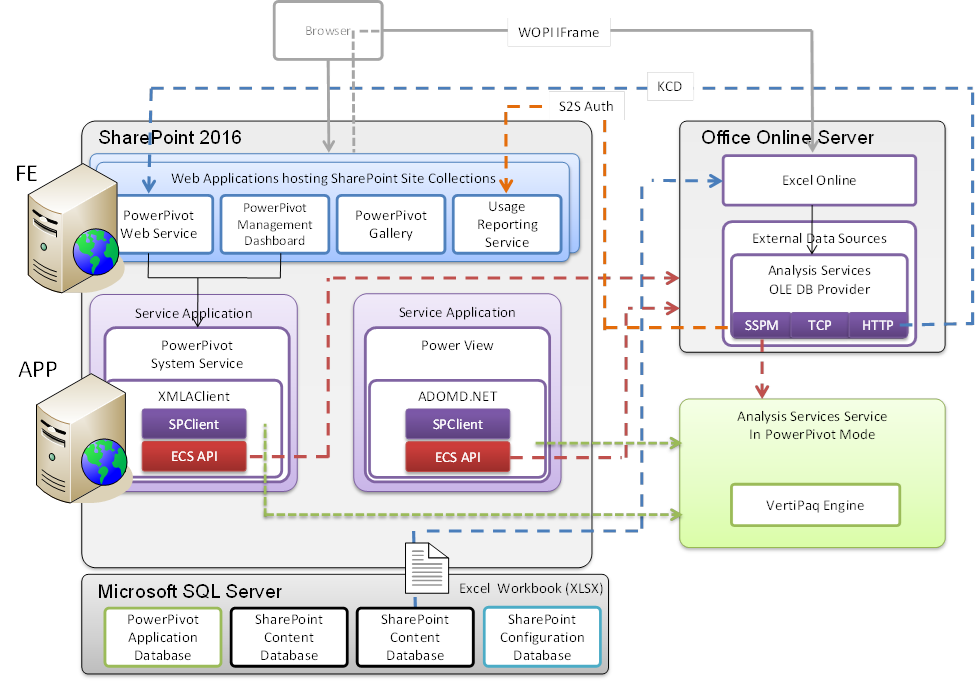 Browser
WOPI IFrame
KCD
S2S Auth
SharePoint 2016
Office Online Server
FE
Web Applications hosting SharePoint Site Collections
PowerPivot
Web Service
PowerPivot
Management
Dashboard
PowerPivot
Gallery
Usage
Reporting
Service
Excel Online
External Data Sources
Analysis Services
OLE DB Provider
SSPM
TCP
HTTP
Service Application
Service Application
PowerPivot
System Service
Power View
APP
XMLAClient
SPClient
ECS API
ADOMD.NET
SPClient
ECS API
Analysis Services Service
In PowerPivot Mode
VertiPaq Engine
Microsoft SQL Server
Excel Workbook (XLSX)
PowerPivot
Application
Database
SharePoint
Content
Database
SharePoint
Content
Database
SharePoint
Configuration
Database